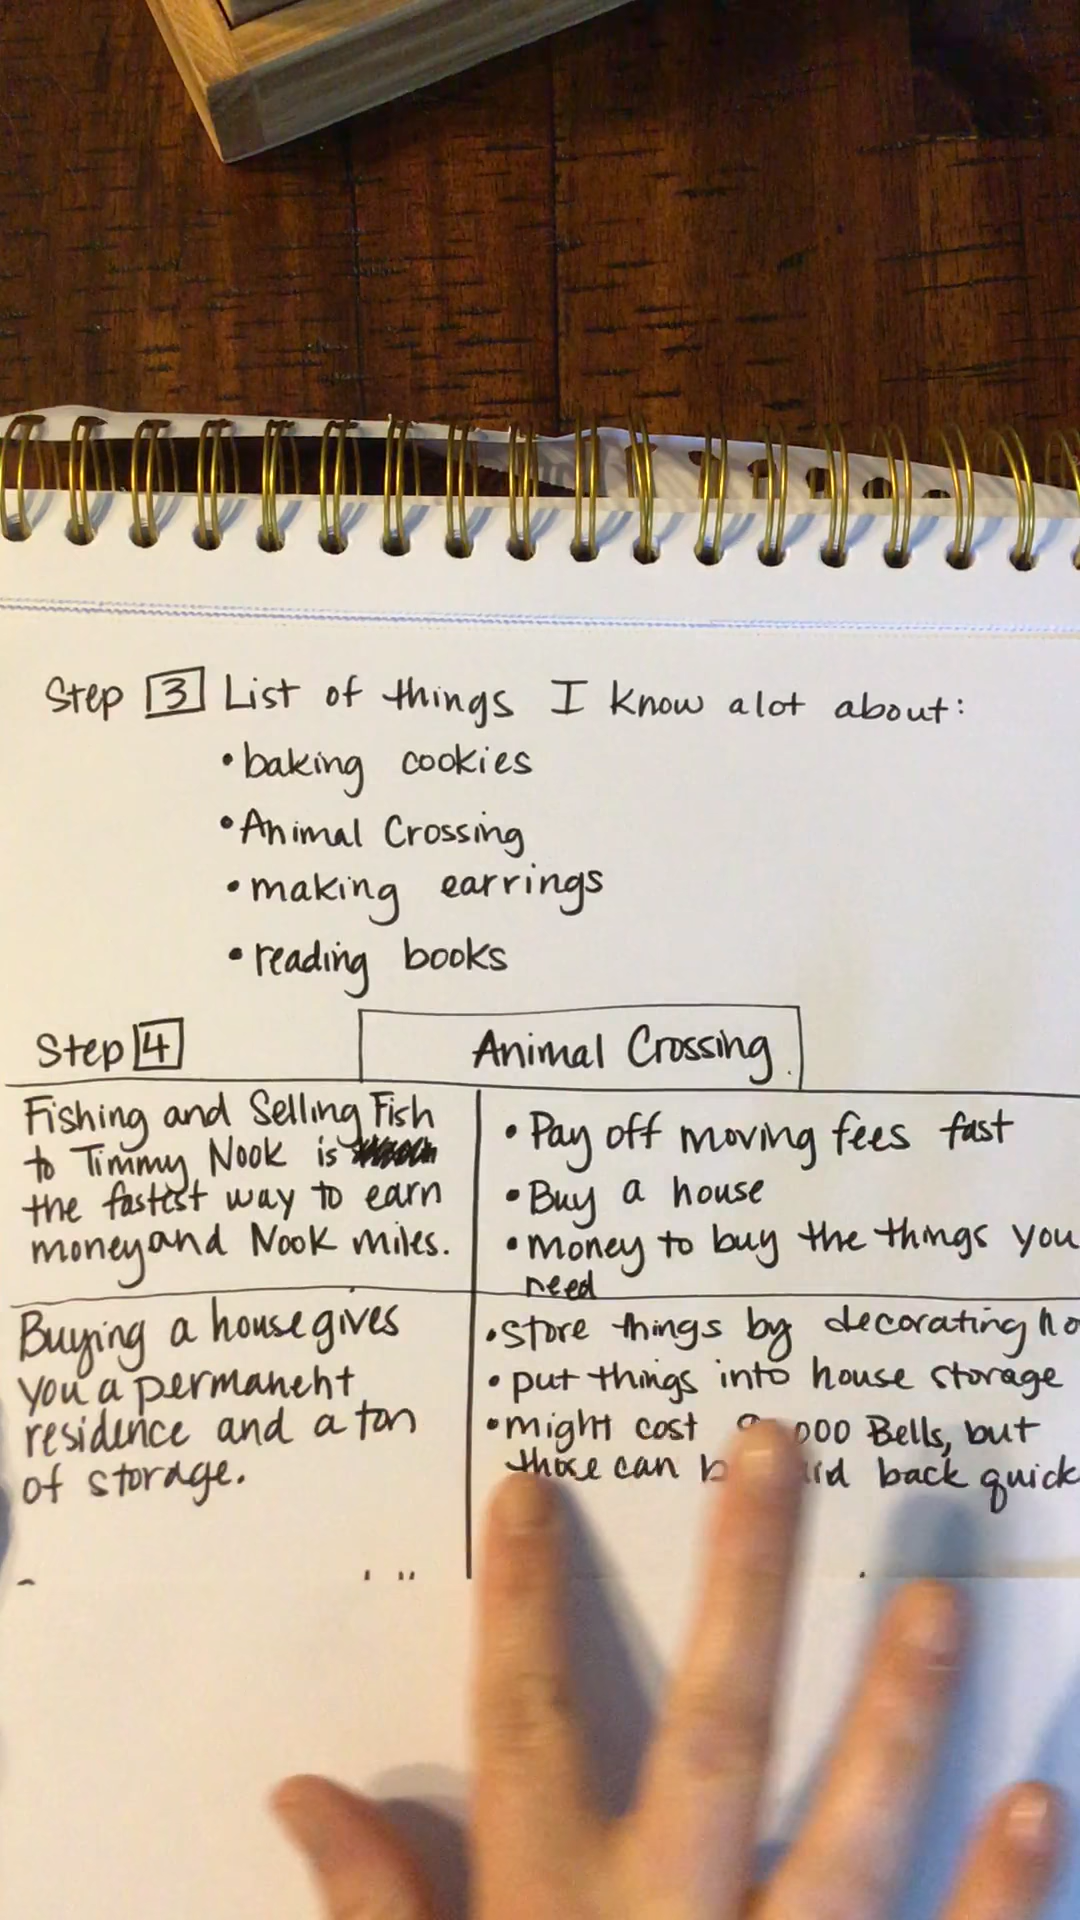 Step 3 List of things I know alot about:
• baking cookies
• Animal Crossing
• making earrings
• reading books
Step 4
Animal Crossing
Fishing and Selling Fish
to Timmy Nook is
the fastest way to earn
money and Nook miles.
• Pay off moving fees fast
• Buy a house
• money to buy the things you
need
Buying a house gives
you a permanent
residence and a ton
of storage.
• store things by decorating
• put things into house storage
• might cost 000 Bells, but
those can back